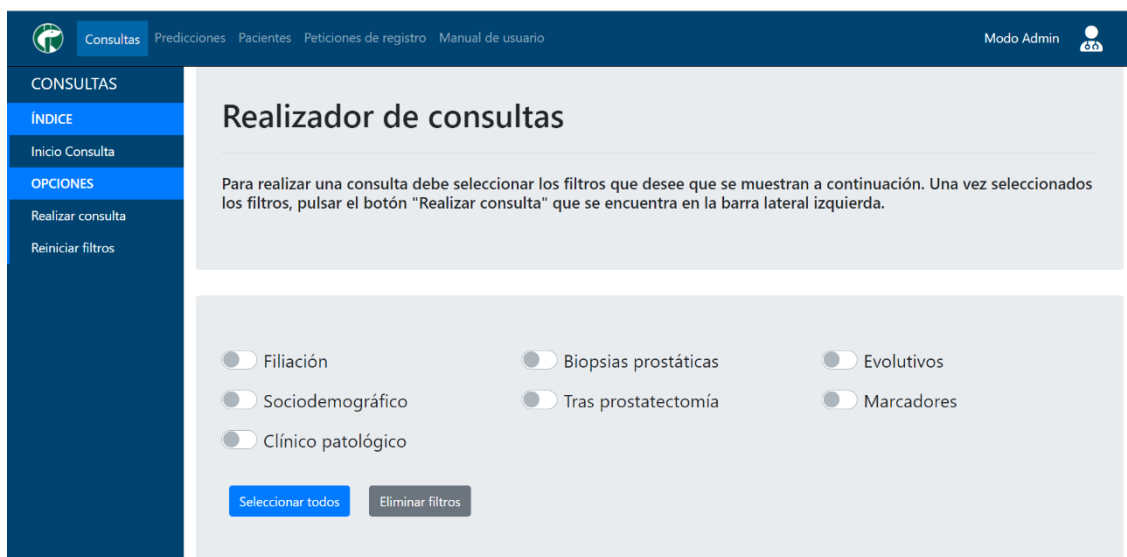 Consultas Predicciones Pacientes Peticiones de registro Manual de usuario Modo Admin
CONSULTAS
ÍNDICE
Inicio Consulta
OPCIONES
Realizar consulta
Reiniciar filtros
Realizador de consultas
Para realizar una consulta debe seleccionar los filtros que desee que se muestran a continuación. Una vez seleccionados
los filtros, pulsar el botón "Realizar consulta" que se encuentra en la barra lateral izquierda.
Filiación Biopsias prostáticas Evolutivos
Sociodemográfico Tras prostatectomía Marcadores
Clínico patológico
Seleccionar todos Eliminar filtros